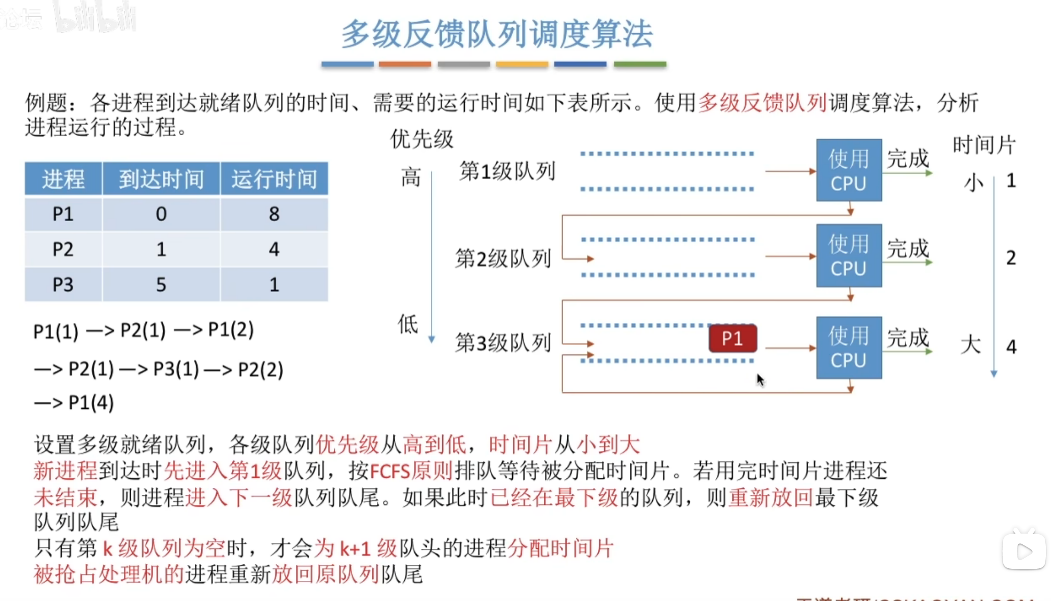 论坛 bilibili
多级反馈队列调度算法
例题：各进程到达就绪队列的时间、需要的运行时间如下表所示。使用多级反馈队列调度算法，分析
进程运行的过程。
进程 到达时间 运行时间
P1 0 8
P2 1 4
P3 5 1
优先级
高
低
第1级队列
第2级队列
第3级队列
P1
使用
CPU
完成
使用
CPU
完成
使用
CPU
完成
时间片
小 1
2
大 4
P1(1) —> P2(1) —> P1(2)
—> P2(1) —> P3(1) —> P2(2)
—> P1(4)
设置多级就绪队列，各级队列优先级从高到低，时间片从小到大
新进程到达时先进入第1级队列，按FCFS原则排队等待被分配时间片。若用完时间片进程还
未结束，则进程进入下一级队列队尾。如果此时已经在最下级的队列，则重新放回最下级
队列队尾
只有第 k 级队列为空时，才会为 k+1 级队头的进程分配时间片
被抢占处理机的进程重新放回原队列队尾